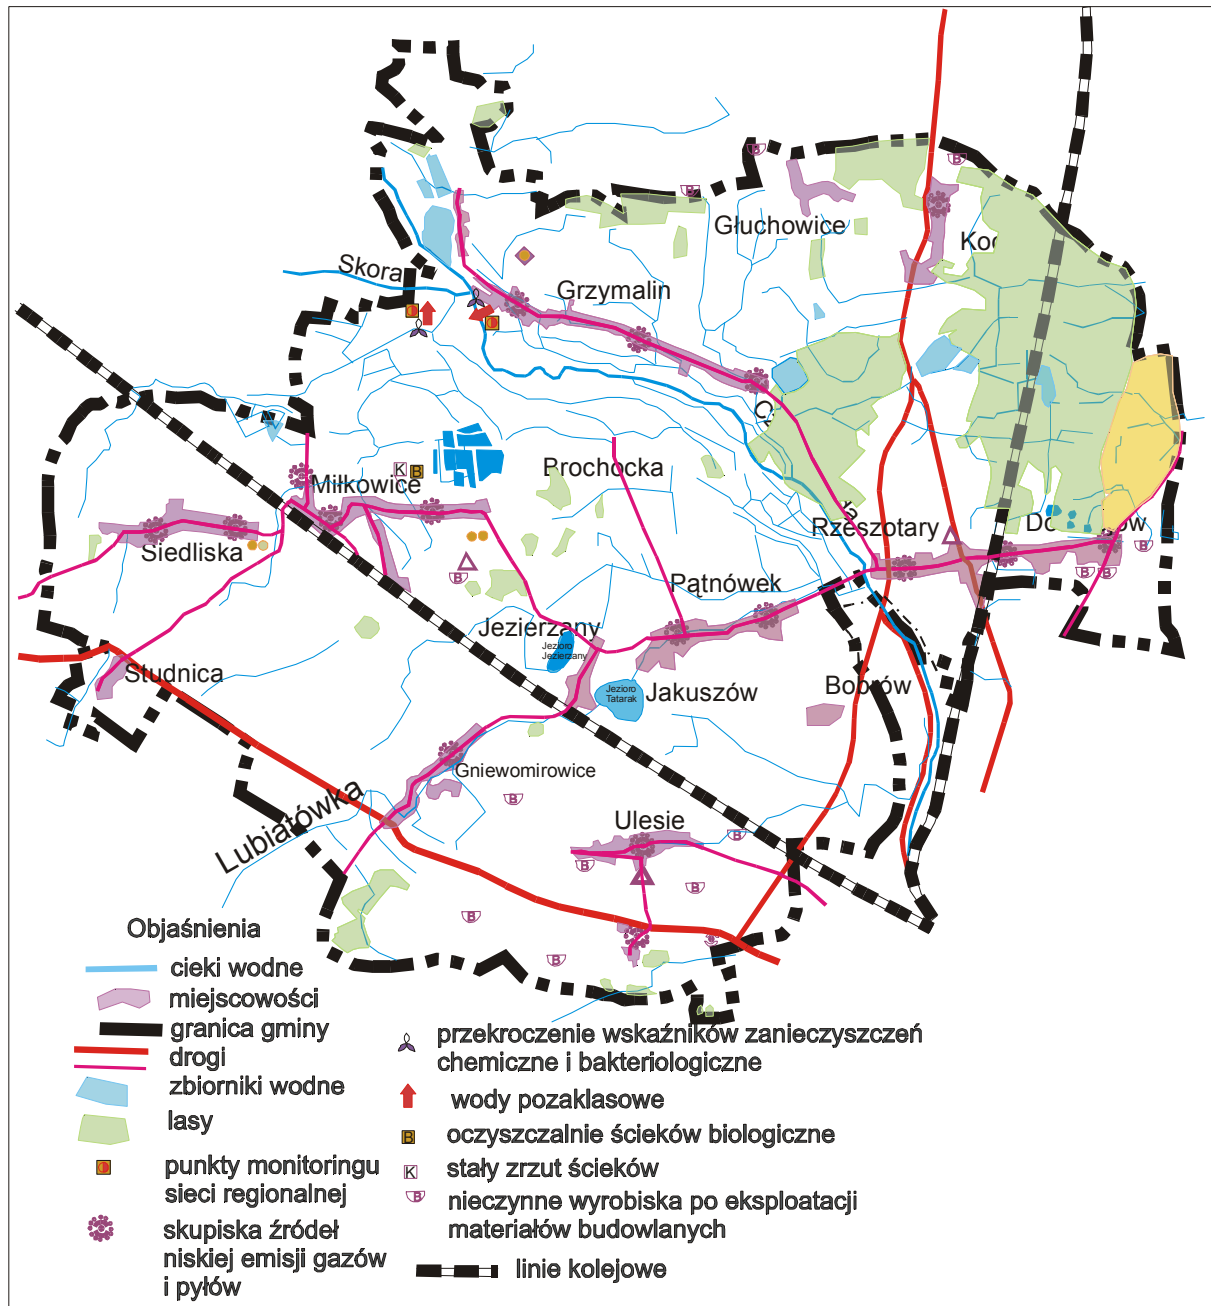 Głuchowice
Skora
Grzymalin
Brochocka
K
B
Miłkowice
Rzeszotary
Siedliska
Pątnówek
Jezierzany
Jezioro
Jezierzany
Studnica
Jezioro
Tatarak
Jakuszów
Bobrów
Gniewomirowice
Lubiatówka
Ulesie
Objaśnienia
cieki wodne
miejscowości
granica gminy
drogi
zbiorniki wodne
lasy
punkty monitoringu
sieci regionalnej
skupiska źródeł
niskiej emisji gazów
i pyłów
przekroczenie wskaźników zanieczyszczeń
chemiczne i bakteriologiczne
wody pozaklasowe
B
oczyszczalnie ścieków biologiczne
K
stały zrzut ścieków
B
nieczynne wyrobiska po eksploatacji
materiałów budowlanych
linie kolejowe